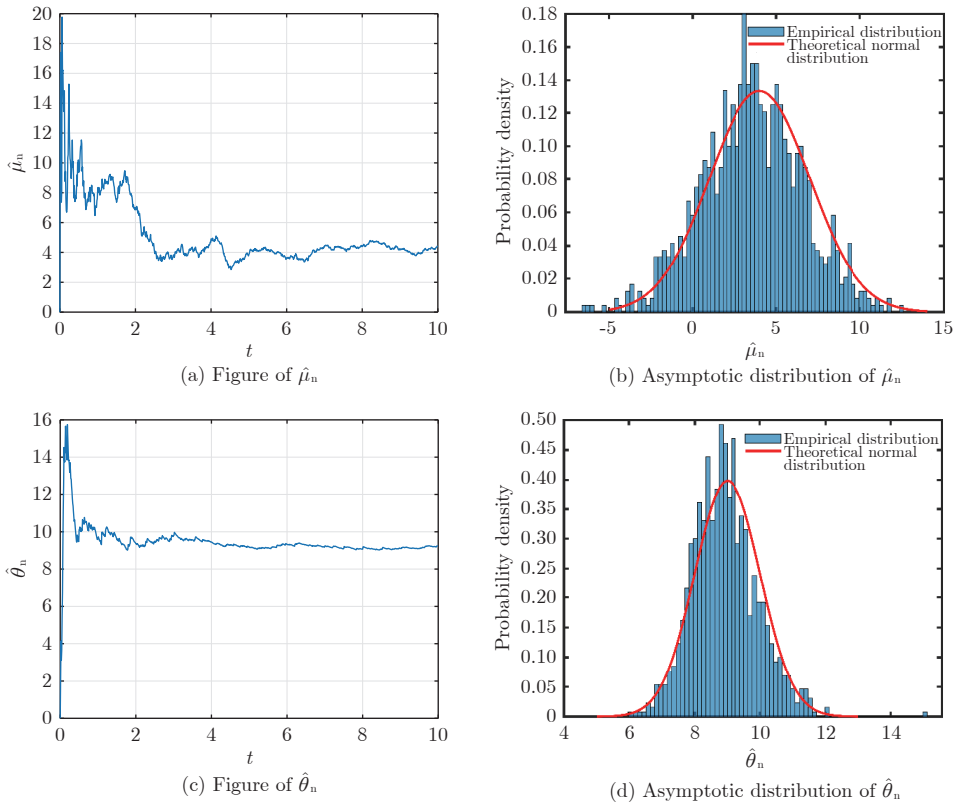 20
18
16
14
12
10
8
6
4
2
0
0 2 4 6 8 10
μ̂ₙ
t
(a) Figure of μ̂ₙ
0.18
0.16
0.14
0.12
0.10
0.08
0.06
0.04
0.02
0
-5 0 5 10 15
Probability density
μ̂ₙ
Empirical distribution
Theoretical normal
distribution
(b) Asymptotic distribution of μ̂ₙ
16
14
12
10
8
6
4
2
0
0 2 4 6 8 10
θ̂ₙ
t
(c) Figure of θ̂ₙ
0.50
0.45
0.40
0.35
0.30
0.25
0.20
0.15
0.10
0.05
0
4 6 8 10 12 14
Probability density
θ̂ₙ
Empirical distribution
Theoretical normal
distribution
(d) Asymptotic distribution of θ̂ₙ